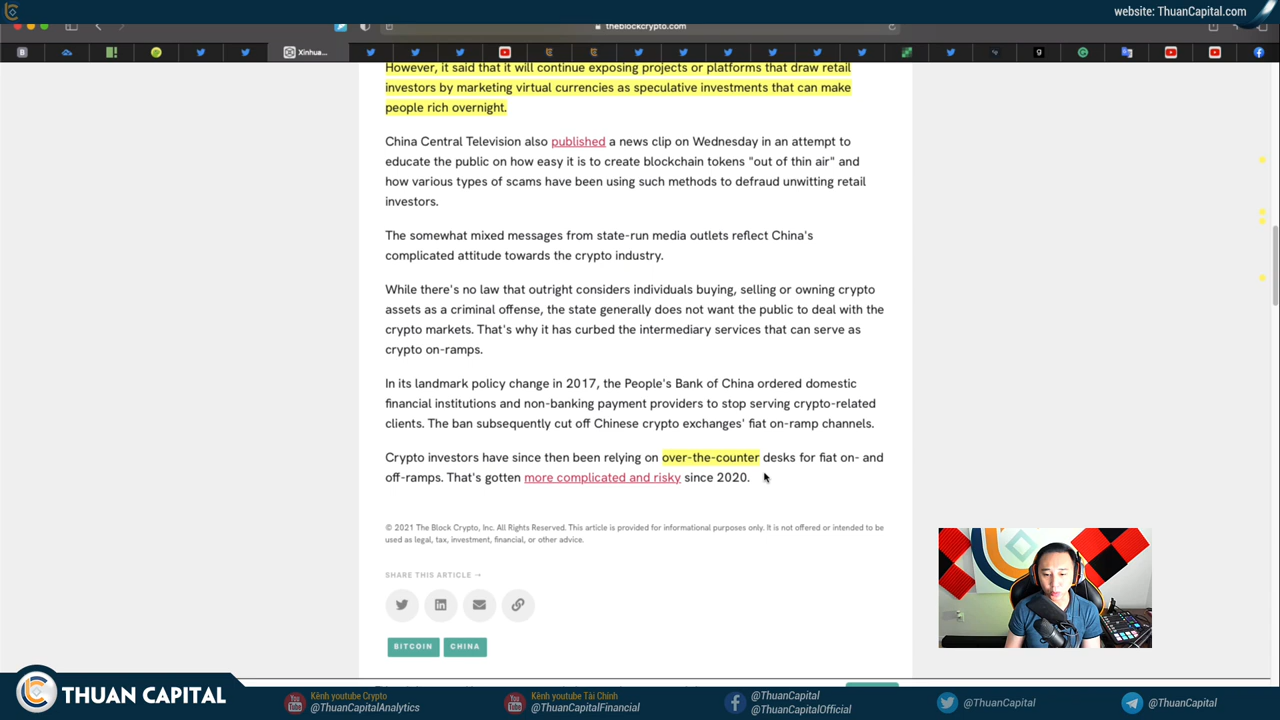 website: ThuanCapital.com
theblockcrypto.com
Xinhua...
However, it said that it will continue exposing projects or platforms that draw retail
investors by marketing virtual currencies as speculative investments that can make
people rich overnight.
China Central Television also published a news clip on Wednesday in an attempt to
educate the public on how easy it is to create blockchain tokens "out of thin air" and
how various types of scams have been using such methods to defraud unwitting retail
investors.
The somewhat mixed messages from state-run media outlets reflect China's
complicated attitude towards the crypto industry.
While there's no law that outright considers individuals buying, selling or owning crypto
assets as a criminal offense, the state generally does not want the public to deal with the
crypto markets. That's why it has curbed the intermediary services that can serve as
crypto on-ramps.
In its landmark policy change in 2017, the People's Bank of China ordered domestic
financial institutions and non-banking payment providers to stop serving crypto-related
clients. The ban subsequently cut off Chinese crypto exchanges' fiat on-ramp channels.
Crypto investors have since then been relying on over-the-counter desks for fiat on- and
off-ramps. That's gotten more complicated and risky since 2020.
© 2021 The Block Crypto, Inc. All Rights Reserved. This article is provided for informational purposes only. It is not offered or intended to be
used as legal, tax, investment, financial, or other advice.
SHARE THIS ARTICLE →
BITCOIN CHINA
THUAN CAPITAL
Kênh youtube Crypto
@ThuanCapitalAnalytics
Kênh youtube Tài Chính
@ThuanCapitalFinancial
@ThuanCapital
@ThuanCapitalOfficial
@ThuanCapital
@ThuanCapital